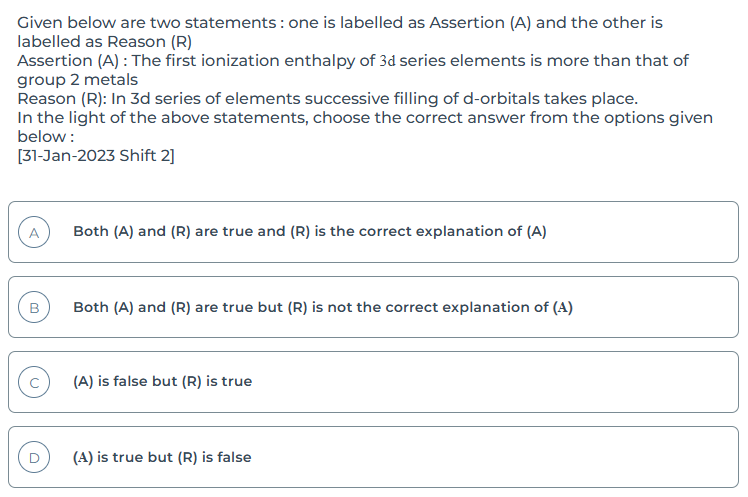 Given below are two statements : one is labelled as Assertion (A) and the other is
labelled as Reason (R)
Assertion (A) : The first ionization enthalpy of 3d series elements is more than that of
group 2 metals
Reason (R): In 3d series of elements successive filling of d-orbitals takes place.
In the light of the above statements, choose the correct answer from the options given
below :
[31-Jan-2023 Shift 2]
A Both (A) and (R) are true and (R) is the correct explanation of (A)
B Both (A) and (R) are true but (R) is not the correct explanation of (A)
C (A) is false but (R) is true
D (A) is true but (R) is false